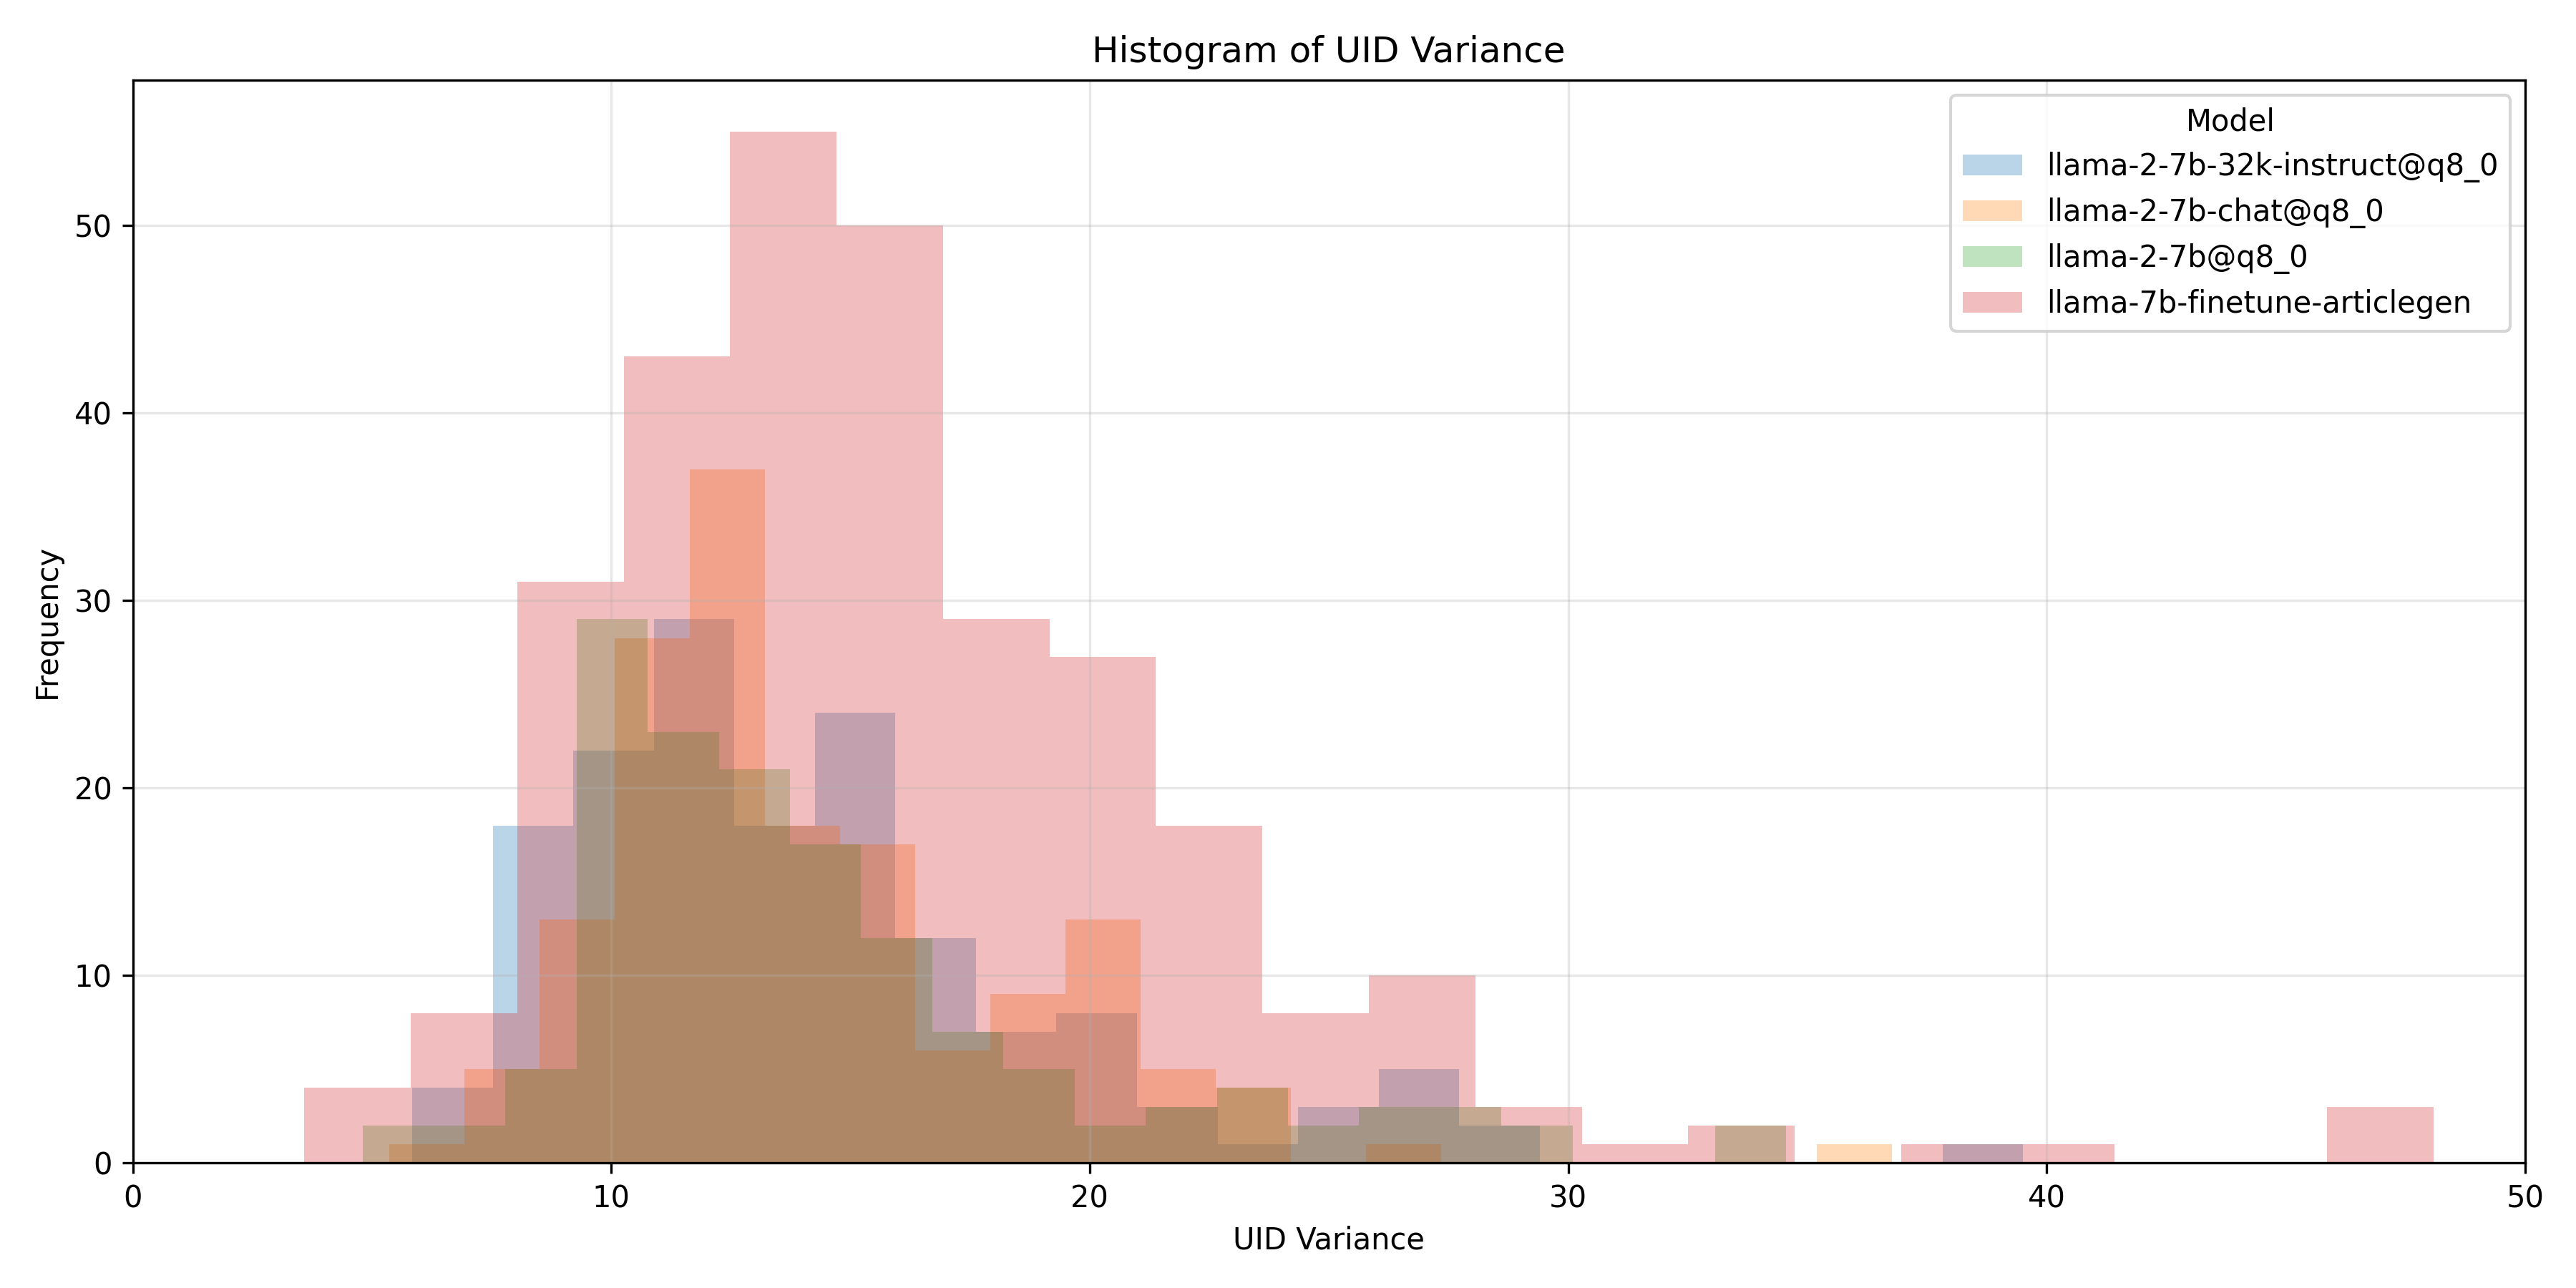 Histogram of UID Variance
Model
llama-2-7b-32k-instruct@q8_0
llama-2-7b-chat@q8_0
llama-2-7b@q8_0
llama-7b-finetune-articlegen
Frequency
50
40
30
20
10
0
0 10 20 30 40 50
UID Variance